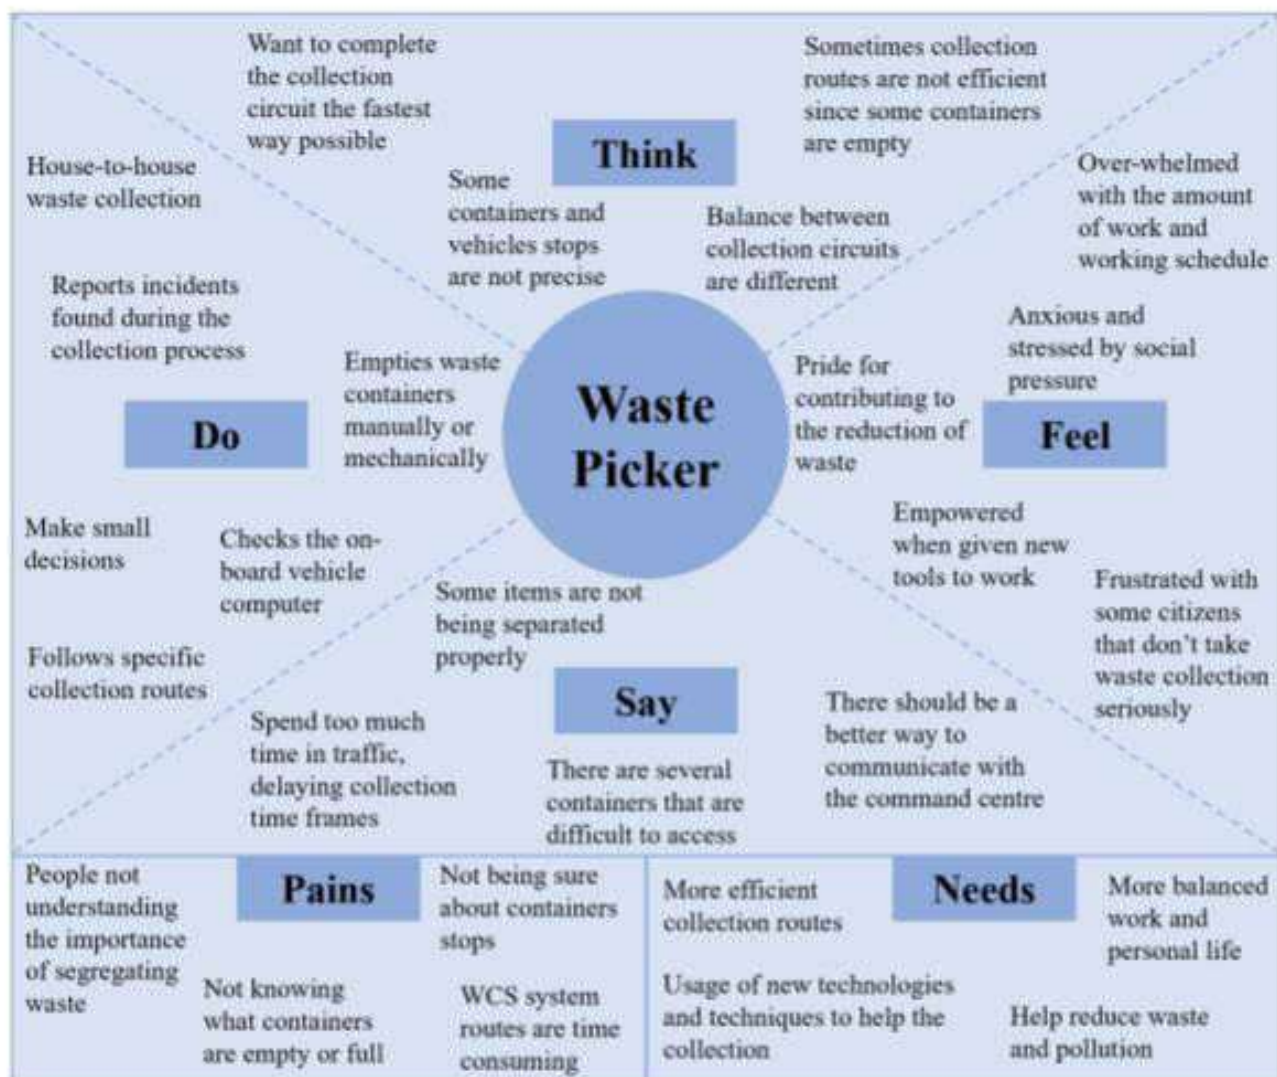 Want to complete
the collection
circuit the fastest
way possible
Sometimes collection
routes are not efficient
since some containers
are empty
Think
Some
containers and
vehicles stops
are not precise
Balance between
collection circuits
are different
House-to-house
waste collection
Reports incidents
found during the
collection process
Empties waste
containers
manually or
mechanically
Do
Make small
decisions
Checks the on-
board vehicle
computer
Follows specific
collection routes
Waste
Picker
Over-whelmed
with the amount
of work and
working schedule
Anxious and
stressed by social
pressure
Pride for
contributing to
the reduction of
waste
Feel
Empowered
when given new
tools to work
Frustrated with
some citizens
that don't take
waste collection
seriously
Some items are not
being separated
properly
Say
Spend too much
time in traffic,
delaying collection
time frames
There are several
containers that are
difficult to access
There should be a
better way to
communicate with
the command centre
Pains
People not
understanding
the importance
of segregating
waste
Not being sure
about containers
stops
Not knowing
what containers
are empty or full
WCS system
routes are time
consuming
Needs
More efficient
collection routes
More balanced
work and
personal life
Usage of new technologies
and techniques to help the
collection
Help reduce waste
and pollution